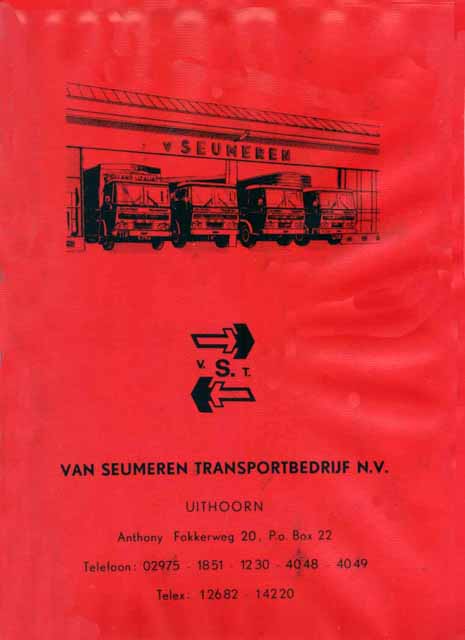 v SEUMEREN
V. S. T.
VAN SEUMEREN TRANSPORTBEDRIJF N.V.
UITHOORN
Anthony Fokkerweg 20, P.o. Box 22
Telefoon: 02975 - 1851 - 1230 - 4048 - 4049
Telex: 12682 - 14220